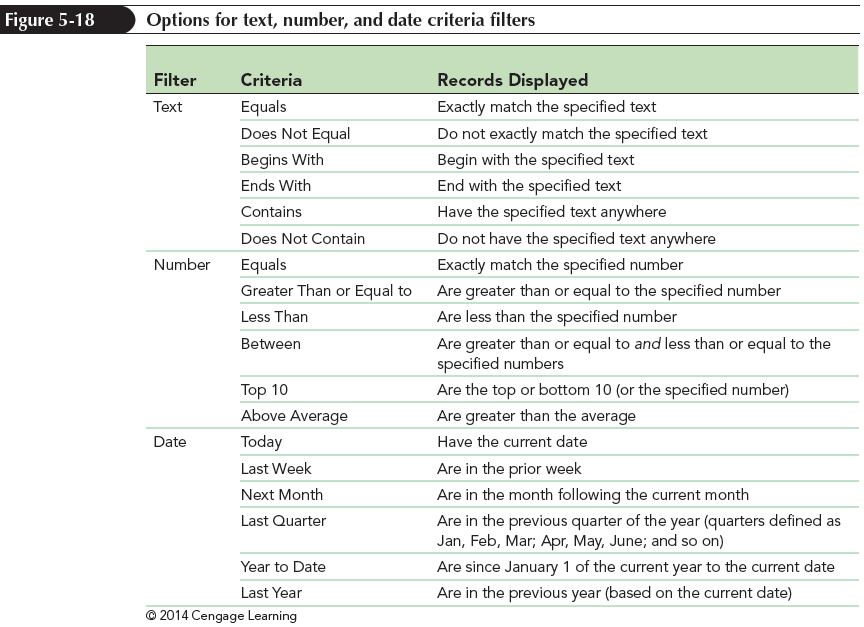 Figure 5-18 Options for text, number, and date criteria filters
Filter Criteria Records Displayed
Text Equals Exactly match the specified text
Does Not Equal Do not exactly match the specified text
Begins With Begin with the specified text
Ends With End with the specified text
Contains Have the specified text anywhere
Does Not Contain Do not have the specified text anywhere
Number Equals Exactly match the specified number
Greater Than or Equal to Are greater than or equal to the specified number
Less Than Are less than the specified number
Between Are greater than or equal to and less than or equal to the
specified numbers
Top 10 Are the top or bottom 10 (or the specified number)
Above Average Are greater than the average
Date Today Have the current date
Last Week Are in the prior week
Next Month Are in the month following the current month
Last Quarter Are in the previous quarter of the year (quarters defined as
Jan, Feb, Mar; Apr, May, June; and so on)
Year to Date Are since January 1 of the current year to the current date
Last Year Are in the previous year (based on the current date)
© 2014 Cengage Learning